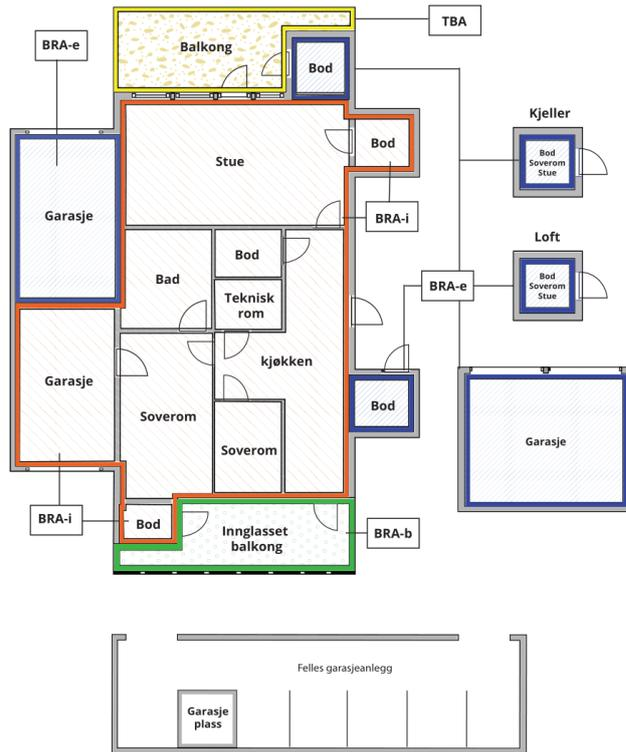 TBA
BRA-e
Balkong
Bod
Kjeller
Bod
Soverom
Stue
Stue
Bod
Garasje
BRA-i
Loft
Bod
Soverom
Stue
Bod
Bad
Teknisk
rom
BRA-e
kjøkken
Garasje
Soverom
Bod
Garasje
Soverom
BRA-i
Bod
Innglasset
balkong
BRA-b
Felles garasjeanlegg
Garasje
plass